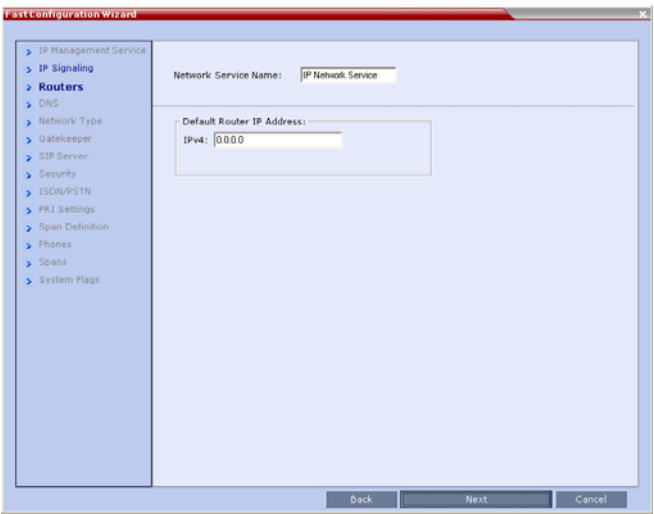 Fast Configuration Wizard
IP Management Service
IP Signaling
Routers
DNS
Network Type
Gatekeeper
SIP Server
Security
ISDN/PSTN
PRI Settings
Span Definition
Phones
Spans
System Flags
Network Service Name: IP Network Service
Default Router IP Address:
IPv4: 0.0.0.0
Back Next Cancel